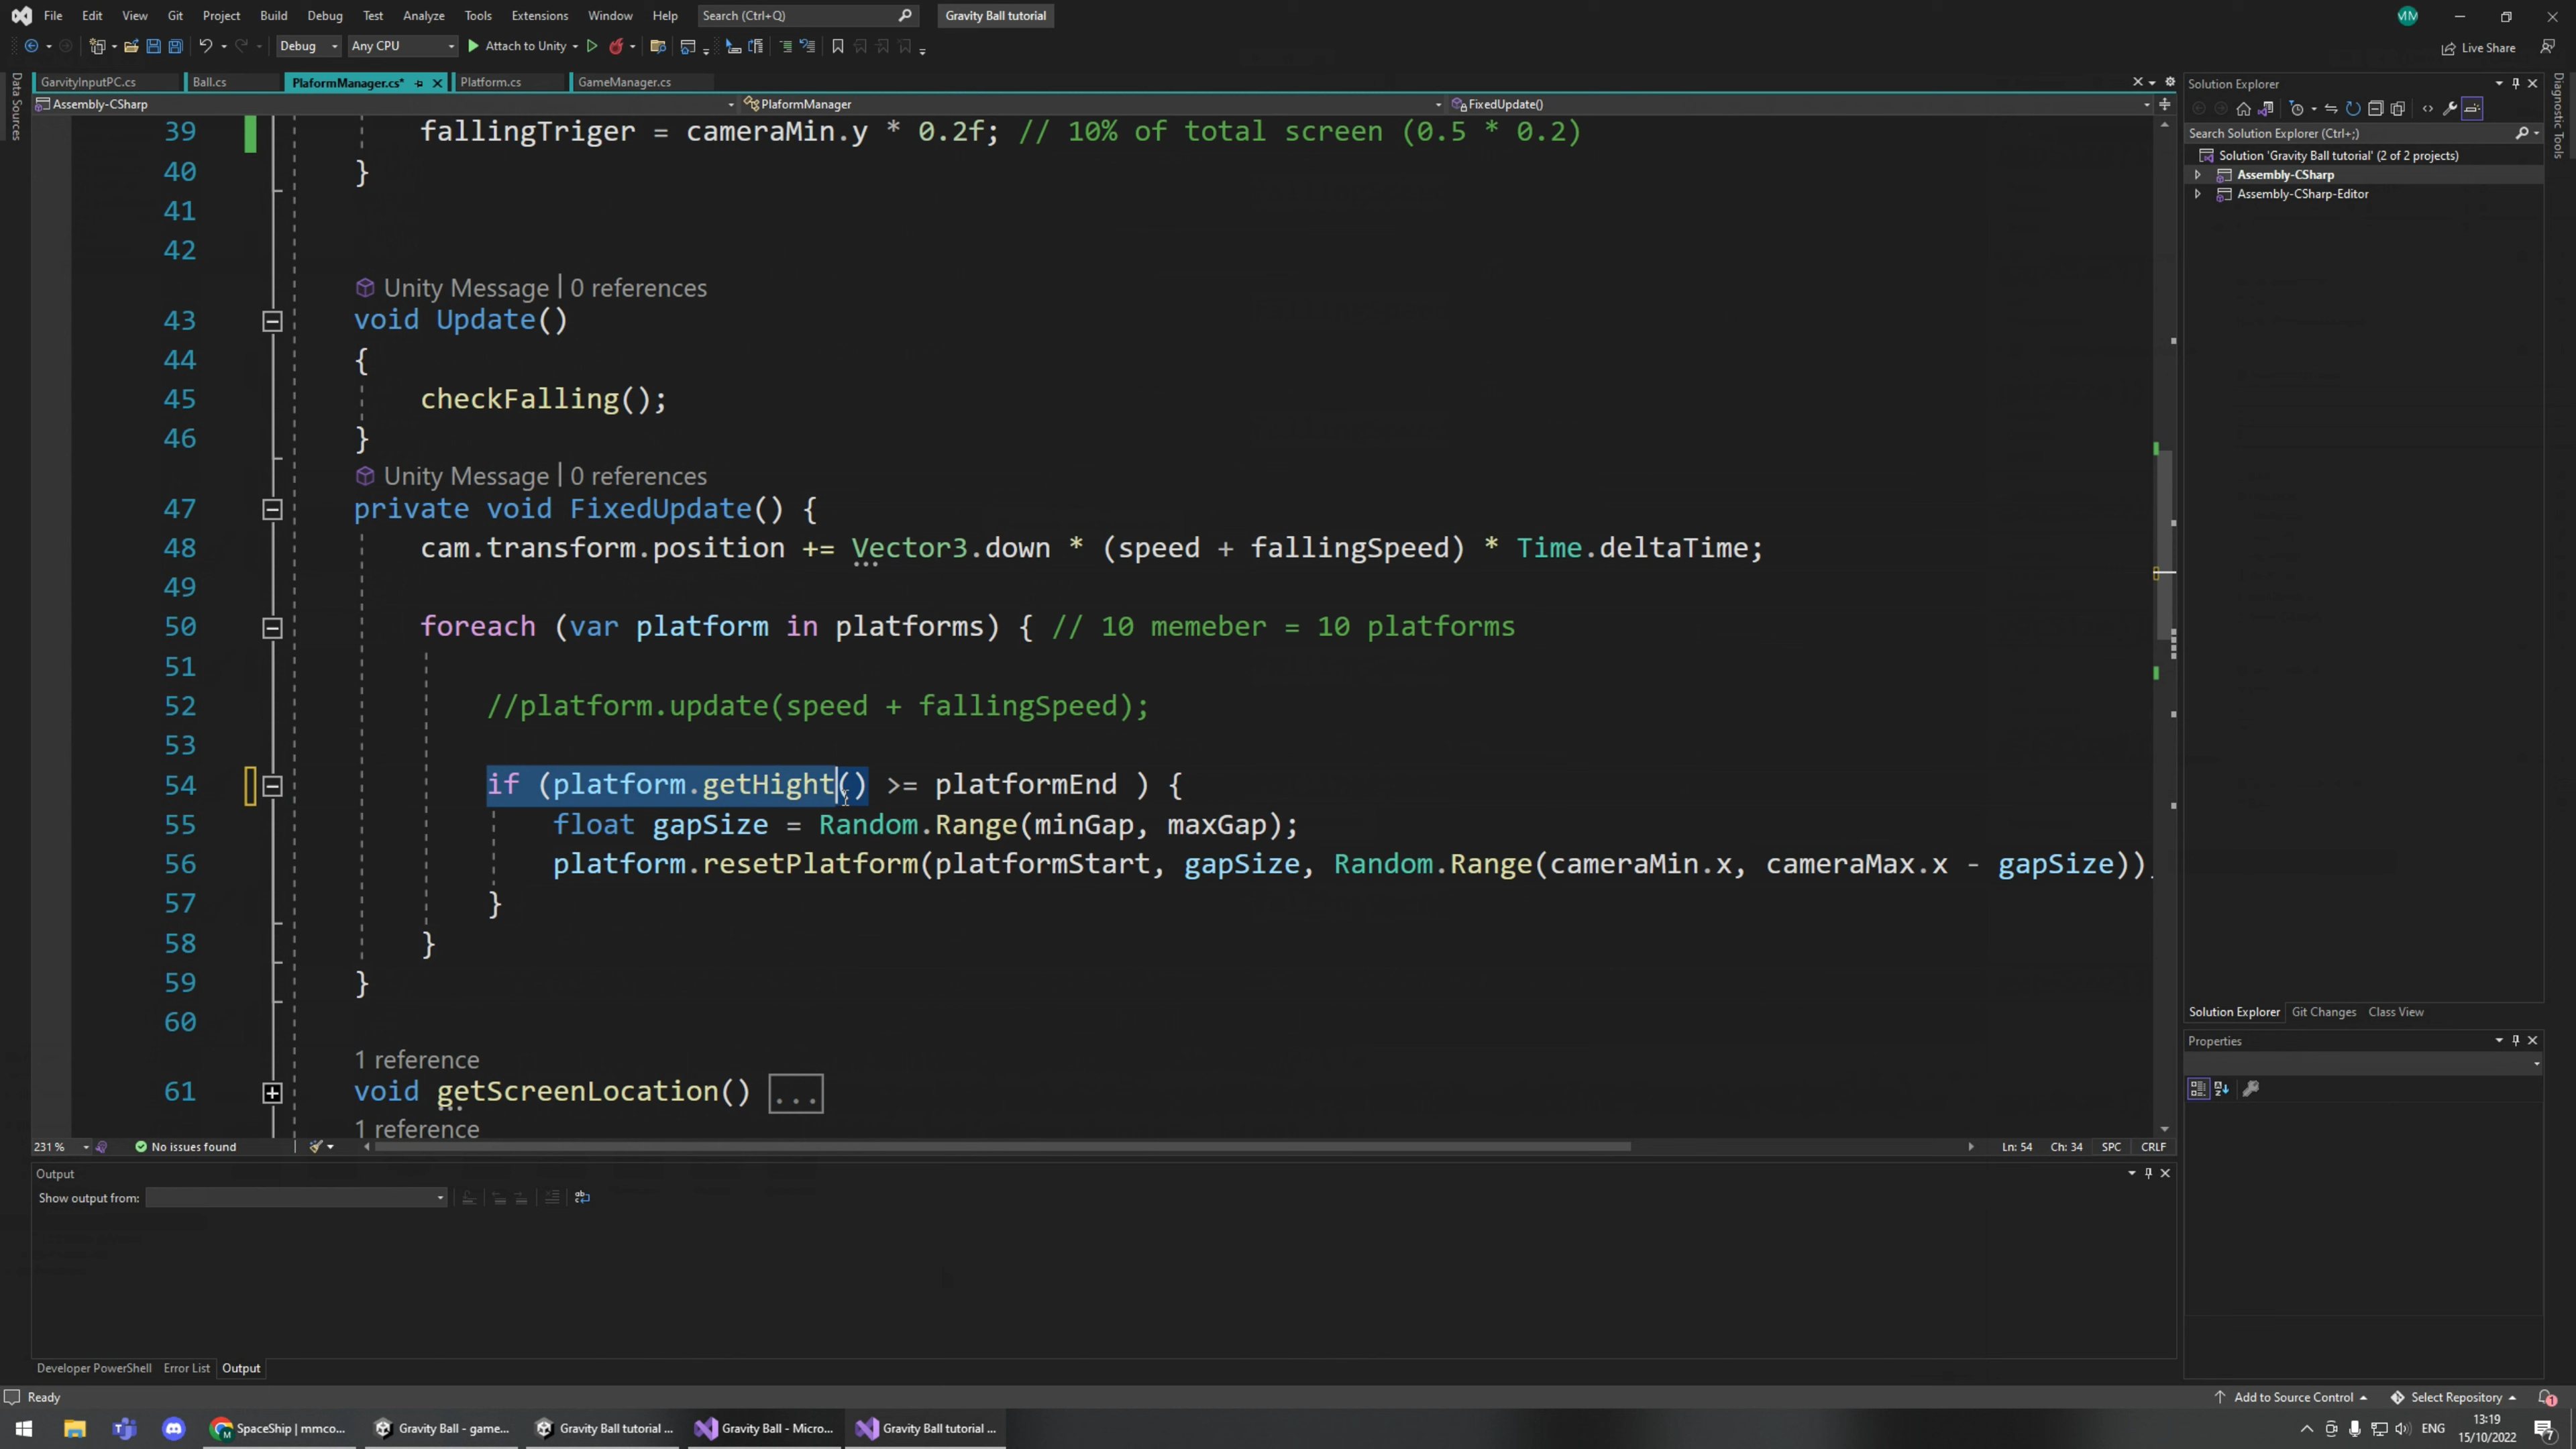 File Edit View Git Project Build Debug Test Analyze Tools Extensions Window Help Search (Ctrl+Q) Gravity Ball tutorial MM
Debug Any CPU Attach to Unity Live Share
GarvityInputPC.cs Ball.cs PlaformManager.cs* Platform.cs GameManager.cs
Assembly-CSharp PlaformManager FixedUpdate()
Data Sources
39 fallingTriger = cameraMin.y * 0.2f; // 10% of total screen (0.5 * 0.2)
40 }
41
42
Unity Message | 0 references
43 void Update()
44 {
45 checkFalling();
46 }
Unity Message | 0 references
47 private void FixedUpdate() {
48 cam.transform.position += Vector3.down * (speed + fallingSpeed) * Time.deltaTime;
49
50 foreach (var platform in platforms) { // 10 memeber = 10 platforms
51
52 //platform.update(speed + fallingSpeed);
53
54 if (platform.getHight() >= platformEnd ) {
55 float gapSize = Random.Range(minGap, maxGap);
56 platform.resetPlatform(platformStart, gapSize, Random.Range(cameraMin.x, cameraMax.x - gapSize))
57 }
58 }
59 }
60
1 reference
61 void getScreenLocation() ...
1 reference
231 % No issues found Ln: 54 Ch: 34 SPC CRLF
Output
Show output from:
Developer PowerShell Error List Output
Solution Explorer
Search Solution Explorer (Ctrl+;)
Solution 'Gravity Ball tutorial' (2 of 2 projects)
Assembly-CSharp
Assembly-CSharp-Editor
Solution Explorer Git Changes Class View
Properties
Diagnostic Tools
Ready Add to Source Control Select Repository 1
SpaceShip | mmco... Gravity Ball - game... Gravity Ball tutorial ... Gravity Ball - Micro... Gravity Ball tutorial ... ENG 13:19
15/10/2022 7